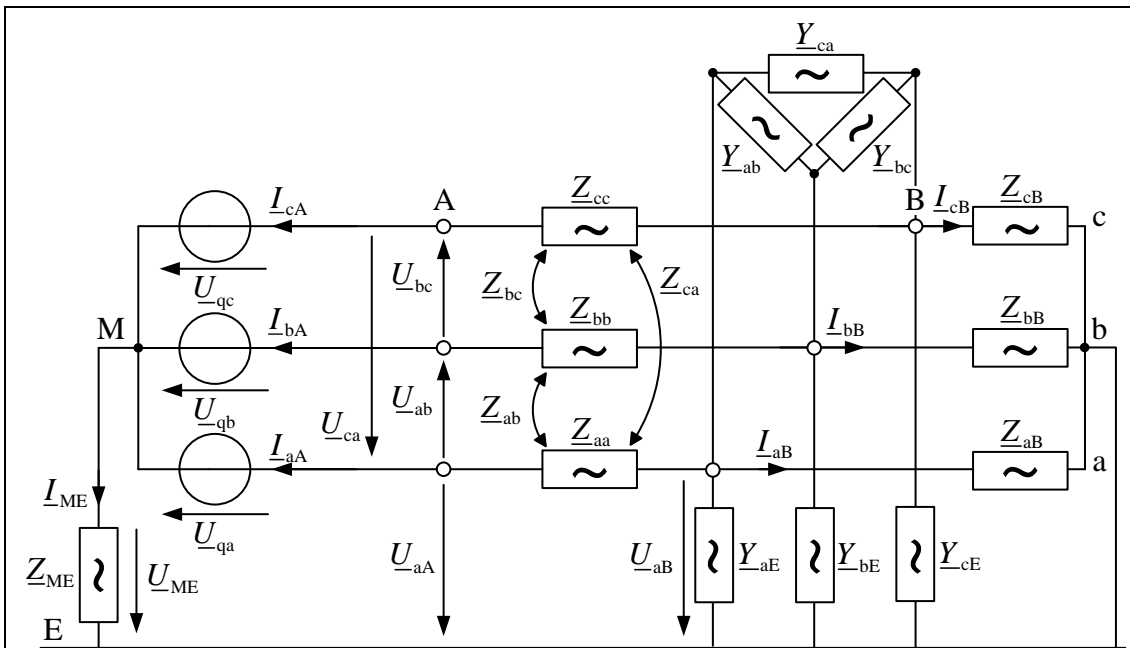 Y_ca
Y_ab
Y_bc
I_cA
A
Z_cc
B
I_cB
Z_cB
c
U_bc
Z_bc
Z_ca
U_qc
M
I_bA
Z_bb
I_bB
Z_bB
b
U_qb
U_ca
U_ab
Z_ab
I_aA
Z_aa
I_aB
Z_aB
a
I_ME
U_qa
Z_ME
U_ME
U_aA
U_aB
Y_aE
Y_bE
Y_cE
E